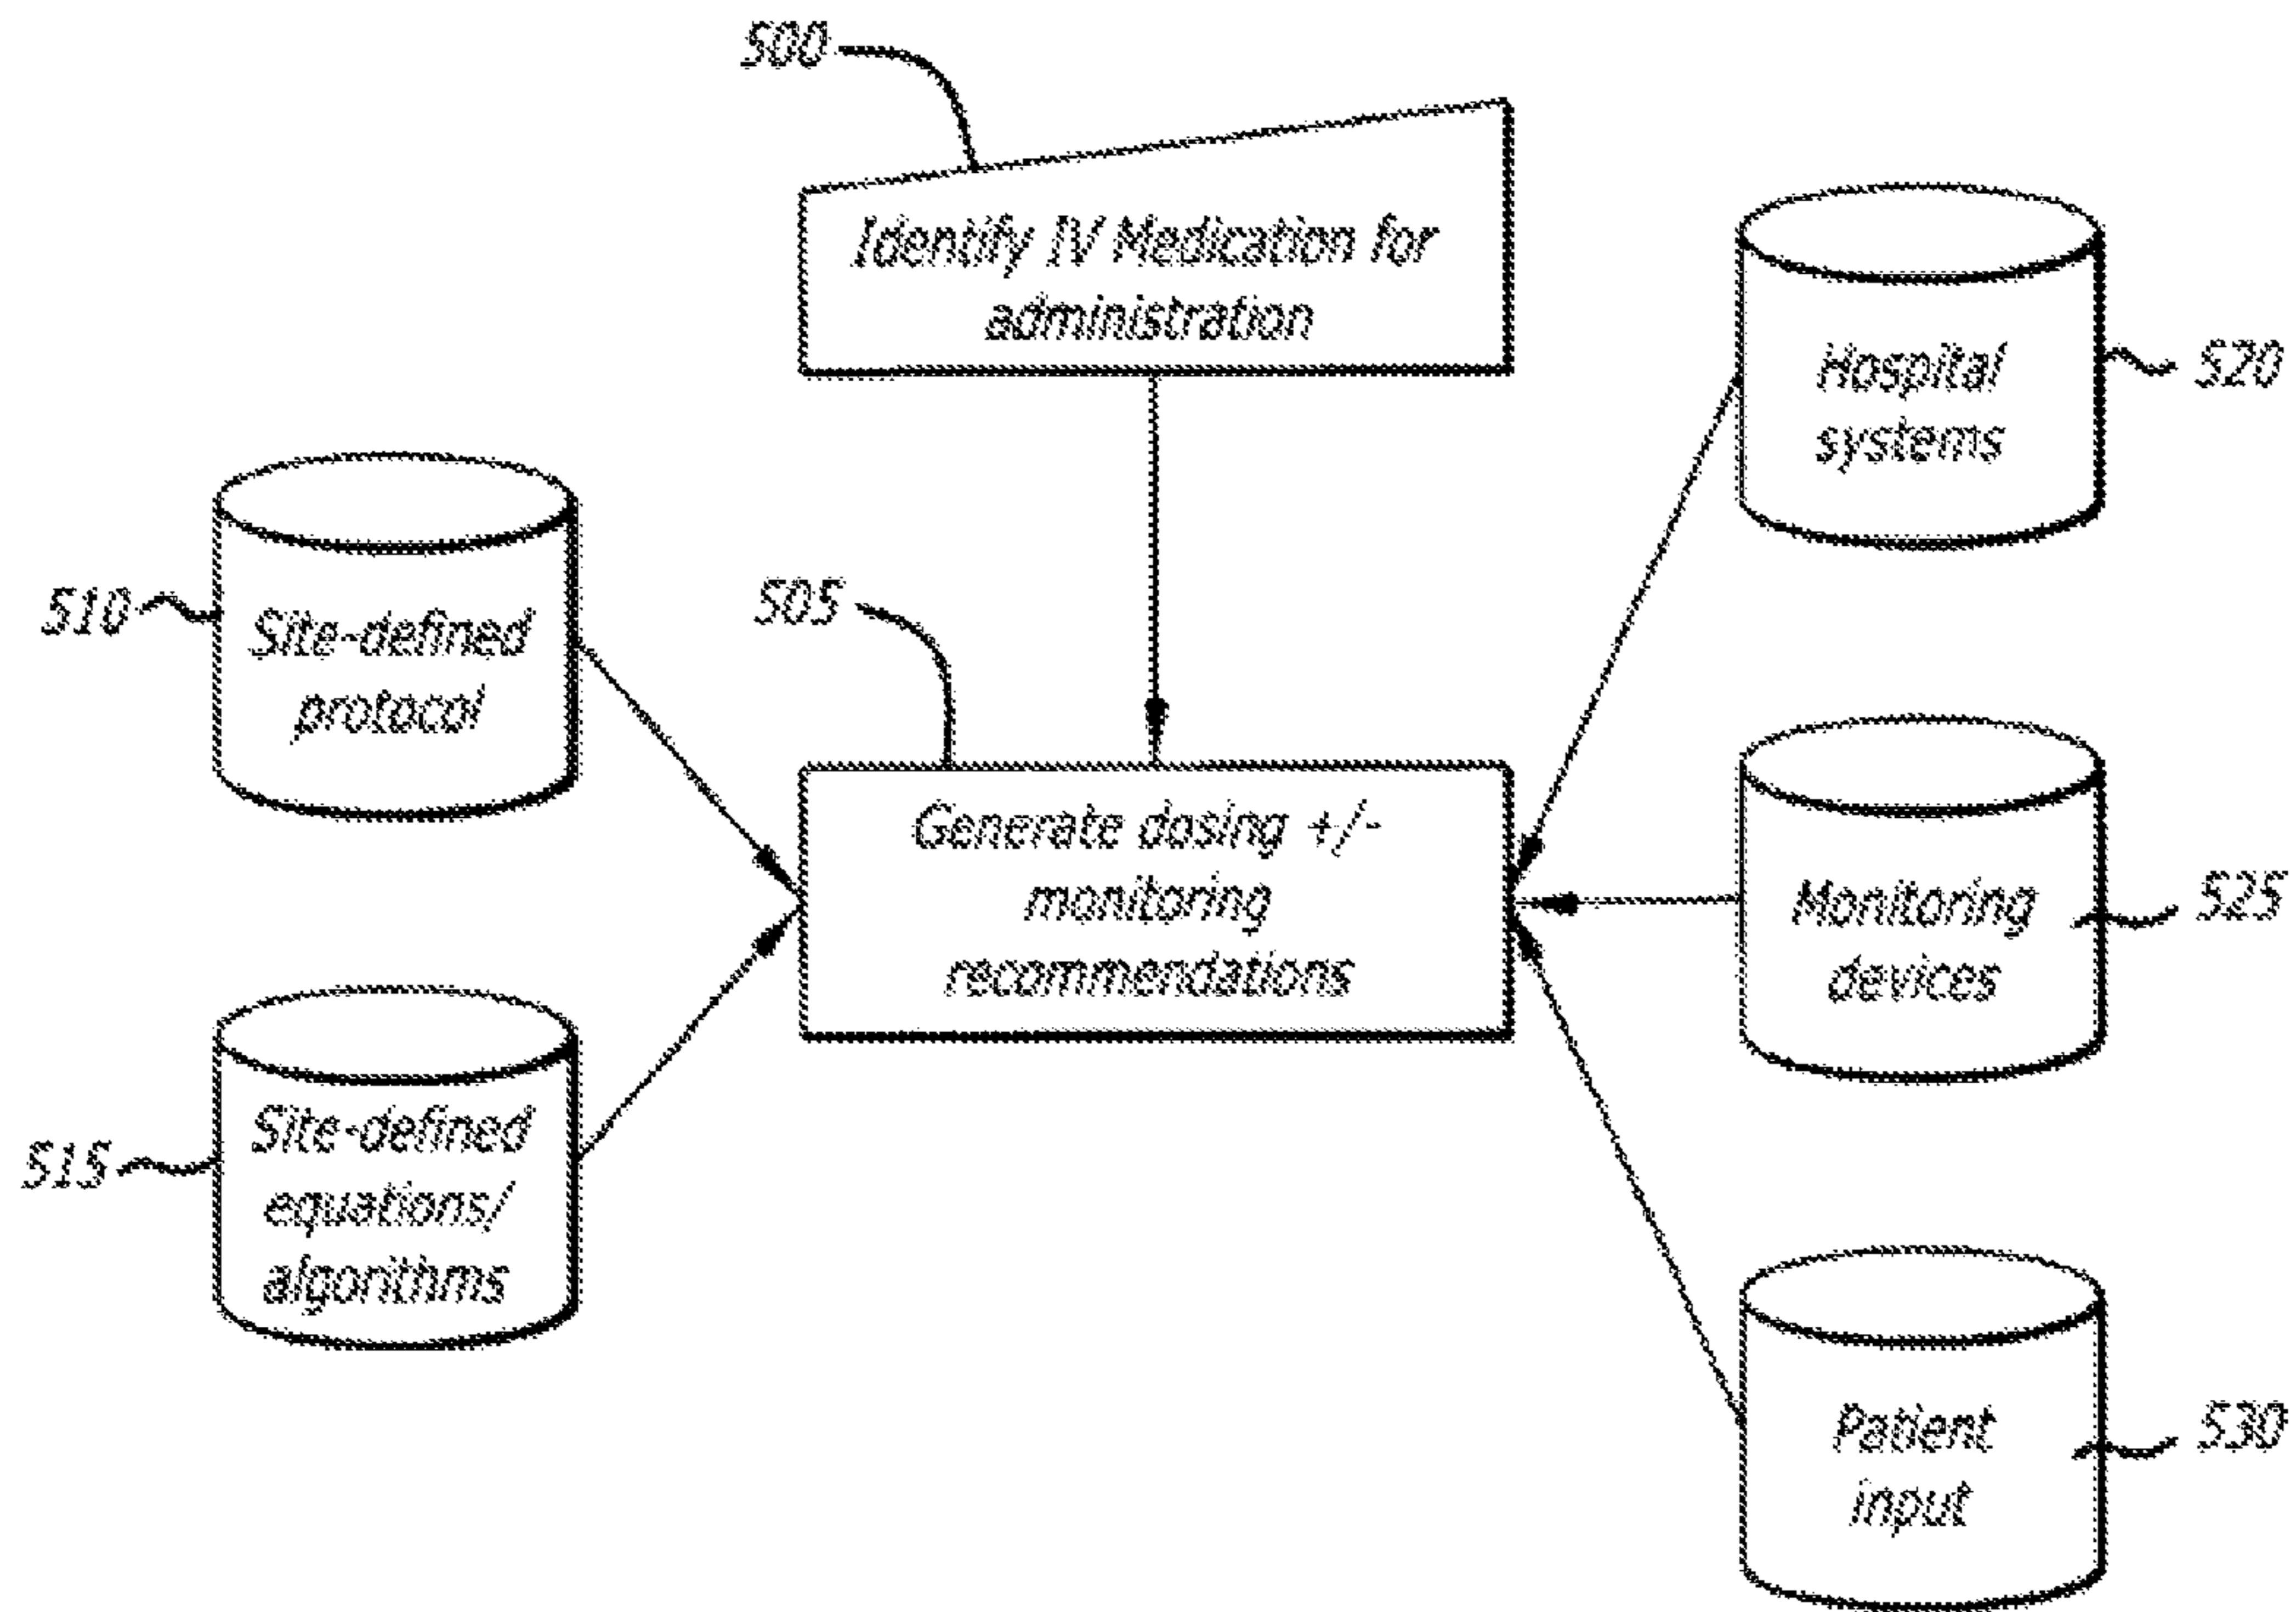 500
Identify IV Medication for
administration
Hospital
systems
520
510
Site-defined
protocol
505
Generate dosing +/-
monitoring
recommendations
Monitoring
devices
525
515
Site-defined
equations/
algorithms
Patient
input
530